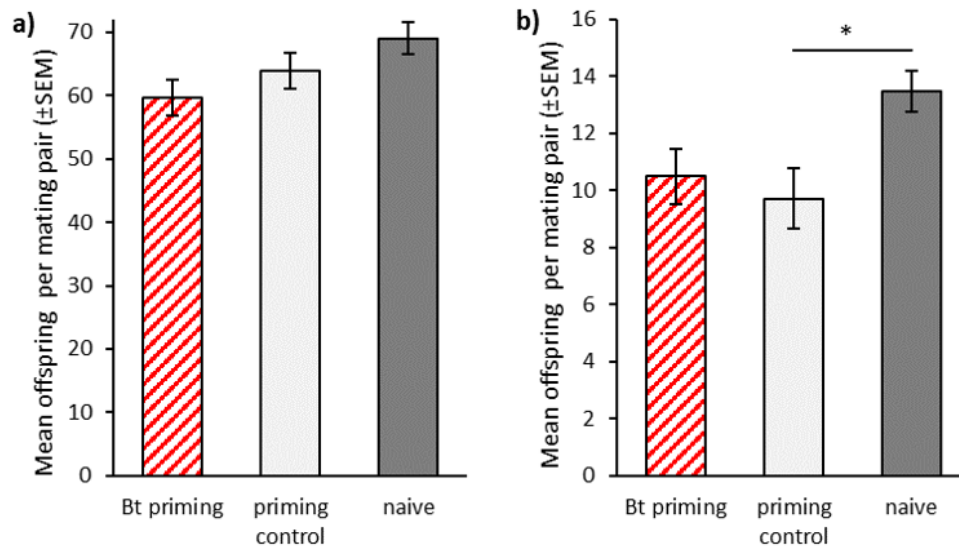 a)
Mean offspring per mating pair (±SEM)
70
60
50
40
30
20
10
0
Bt priming
priming
control
naive
b)
Mean offspring per mating pair (±SEM)
16
14
12
10
8
6
4
2
0
*
Bt priming
priming
control
naive